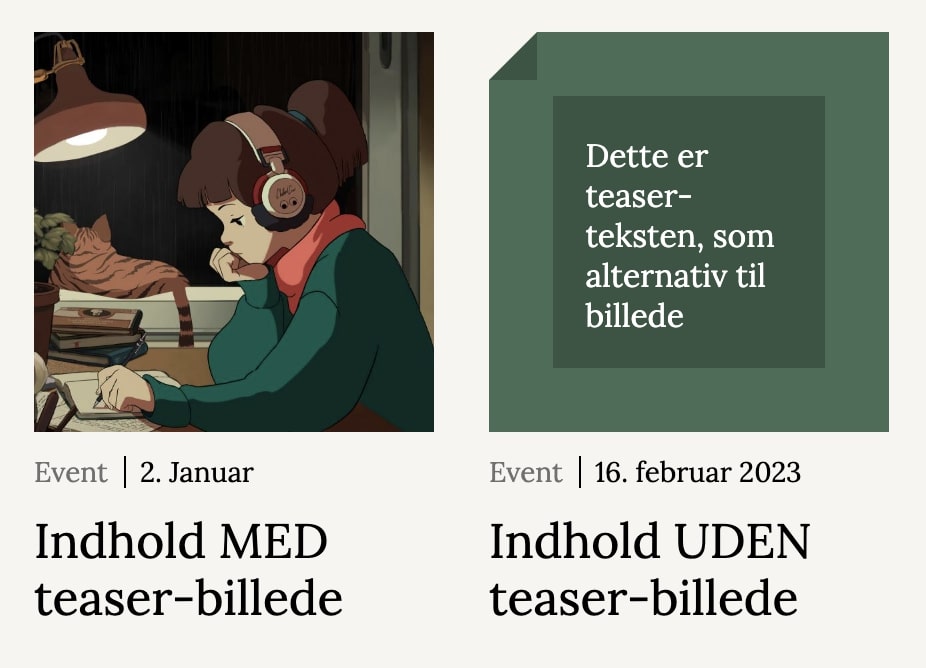 Dette er
teaser-
teksten, som
alternativ til
billede
Event | 2. Januar
Event | 16. februar 2023
Indhold MED
teaser-billede
Indhold UDEN
teaser-billede